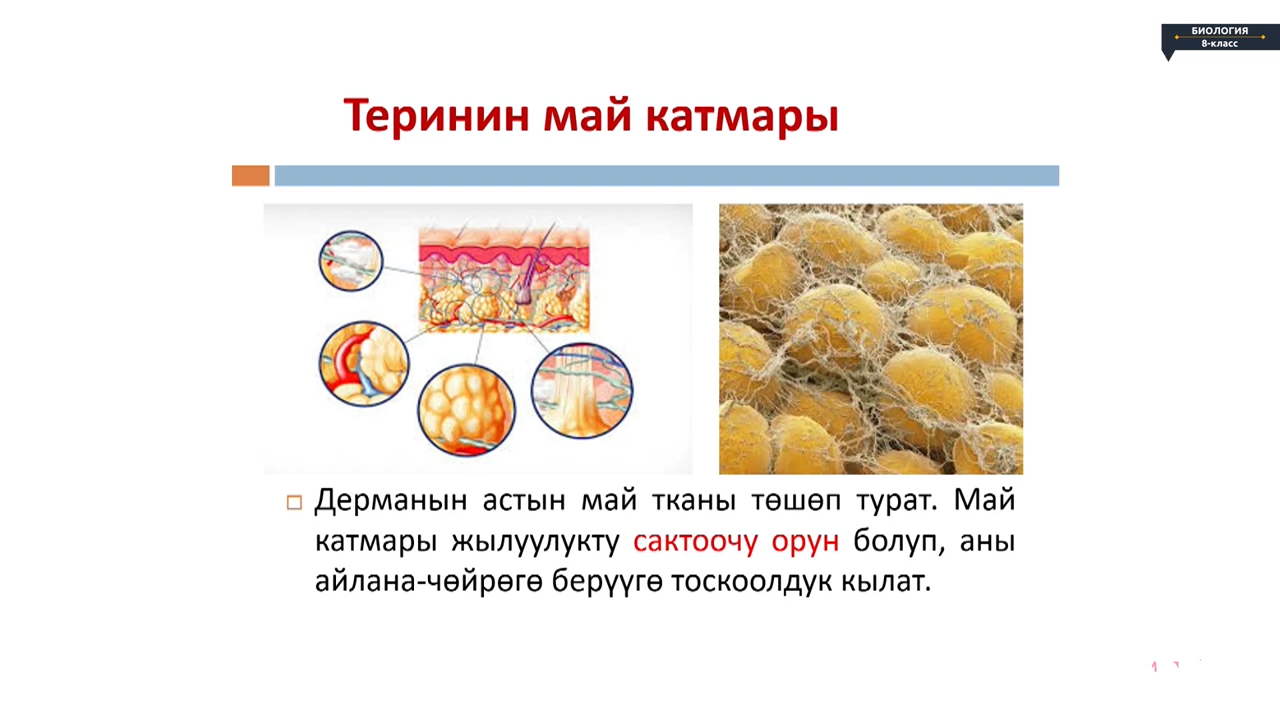 БИОЛОГИЯ
8-класс
Теринин май катмары
Дерманын астын май тканы төшөп турат. Май
катмары жылуулукту сактоочу орун болуп, аны
айлана-чөйрөгө берүүгө тоскоолдук кылат.